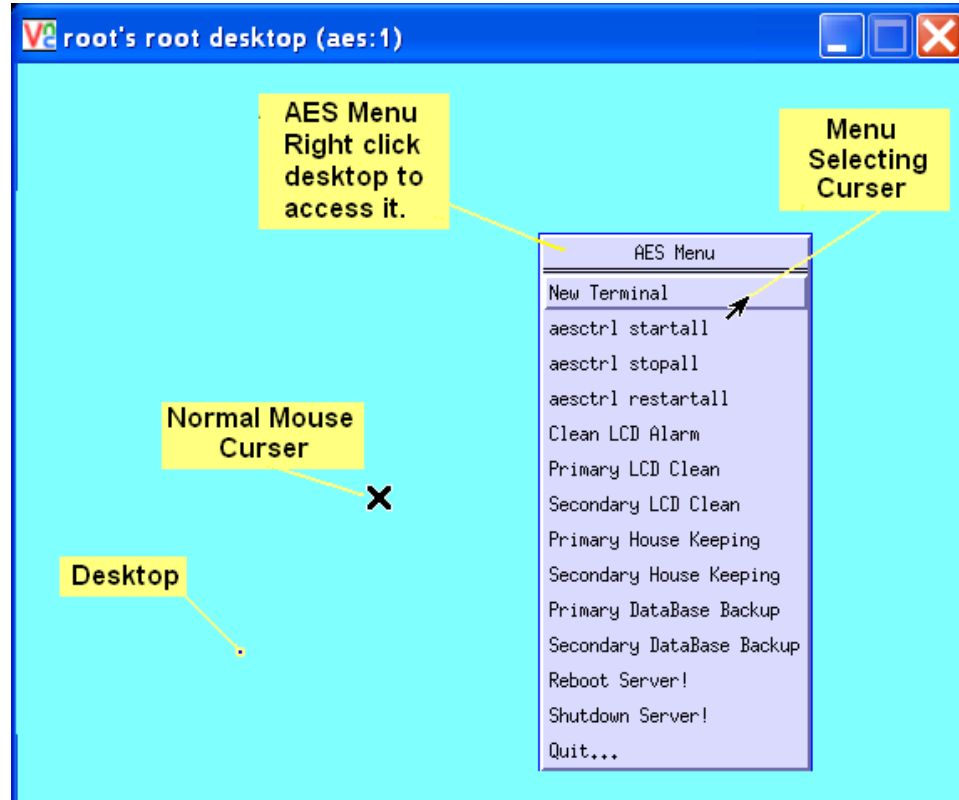 VNC root's root desktop (aes:1)
AES Menu
Right click
desktop to
access it.
Menu
Selecting
Curser
AES Menu
New Terminal
aesctrl startall
aesctrl stopall
aesctrl restartall
Clean LCD Alarm
Primary LCD Clean
Secondary LCD Clean
Primary House Keeping
Secondary House Keeping
Primary DataBase Backup
Secondary DataBase Backup
Reboot Server!
Shutdown Server!
Quit...
Normal Mouse
Curser
Desktop